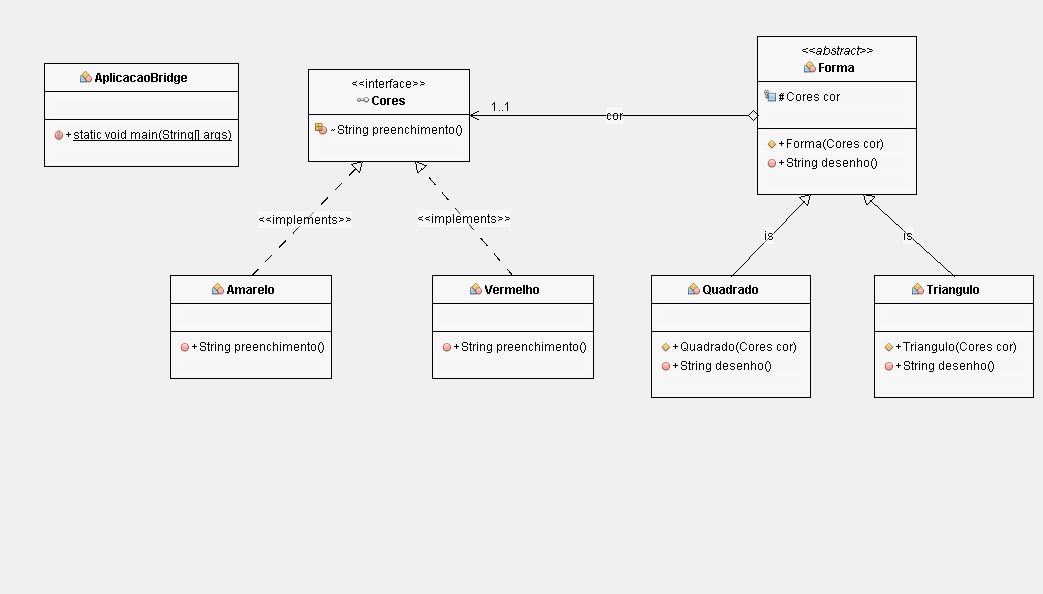 AplicacaoBridge
+static void main(String[] args)
<<interface>>
Cores
~String preenchimento()
1..1
cor
<<abstract>>
Forma
#Cores cor
+Forma(Cores cor)
+String desenho()
<<implements>>
<<implements>>
is
is
Amarelo
+String preenchimento()
Vermelho
+String preenchimento()
Quadrado
+Quadrado(Cores cor)
+String desenho()
Triangulo
+Triangulo(Cores cor)
+String desenho()